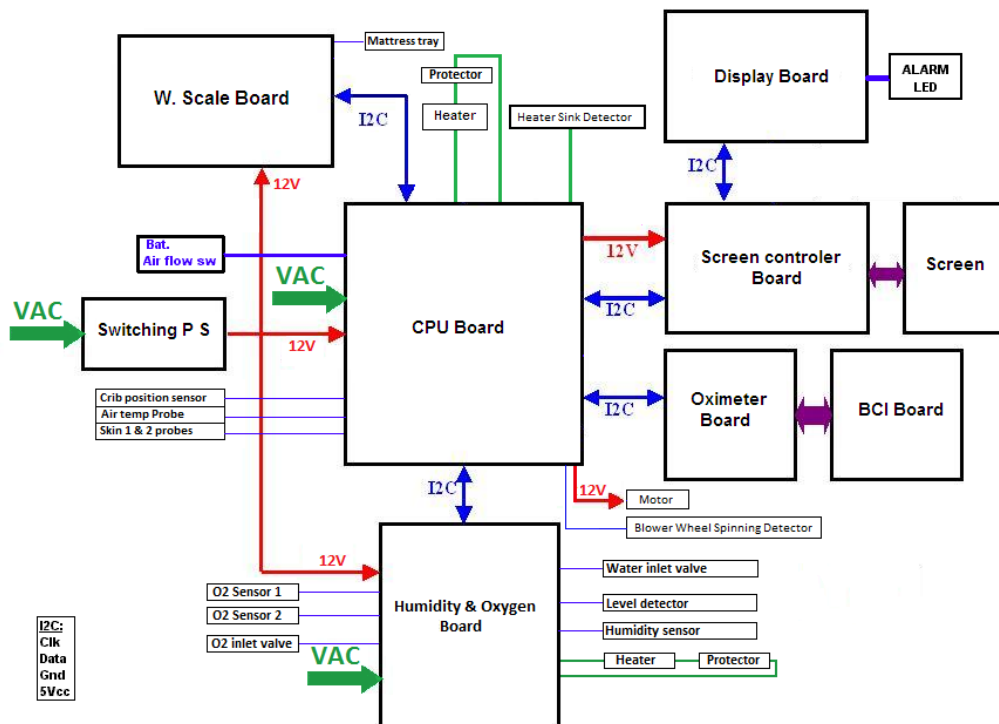 Mattress tray
W. Scale Board
I2C
12V
Protector
Heater
Heater Sink Detector
Display Board
ALARM
LED
I2C
Bat.
Air flow sw
VAC
VAC
Switching P S
12V
CPU Board
12V
I2C
Screen controler
Board
Screen
Crib position sensor
Air temp Probe
Skin 1 & 2 probes
I2C
Oximeter
Board
BCI Board
I2C
12V
Motor
Blower Wheel Spinning Detector
12V
O2 Sensor 1
O2 Sensor 2
O2 inlet valve
VAC
Humidity & Oxygen
Board
Water inlet valve
Level detector
Humidity sensor
Heater
Protector
I2C:
Clk
Data
Gnd
5Vcc